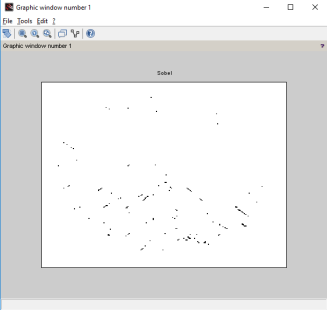 Graphic window number 1
File Tools Edit ?
Graphic window number 1
Sobel